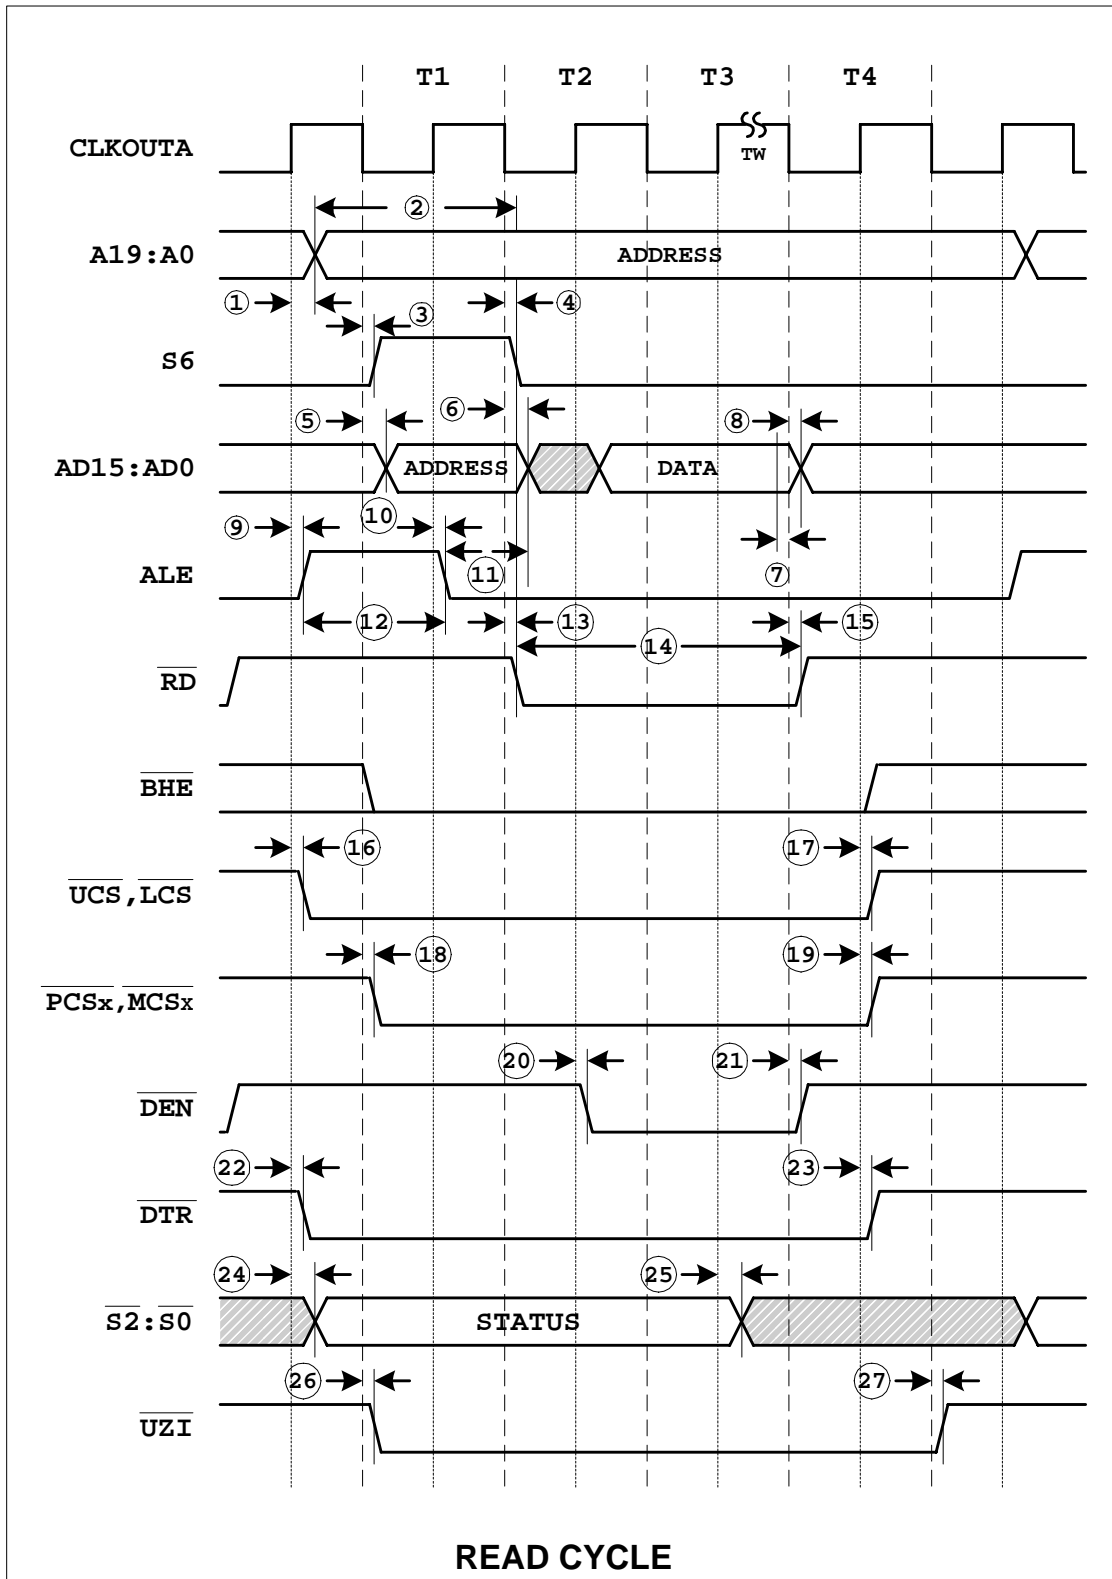 T1 T2 T3 T4
CLKOUTA
TW
2
A19:A0 ADDRESS
1 3 4
S6
5 6 8
AD15:AD0 ADDRESS DATA
9 10
ALE 11 7
12 13 15
14
RD
BHE
16 17
UCS,LCS
18 19
PCSx,MCSx
20 21
DEN
22 23
DTR
24 25
S2:S0 STATUS
26 27
UZI
READ CYCLE